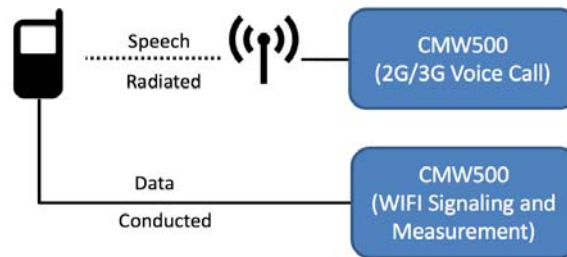 Speech
Radiated
CMW500
(2G/3G Voice Call)
Data
Conducted
CMW500
(WIFI Signaling and
Measurement)